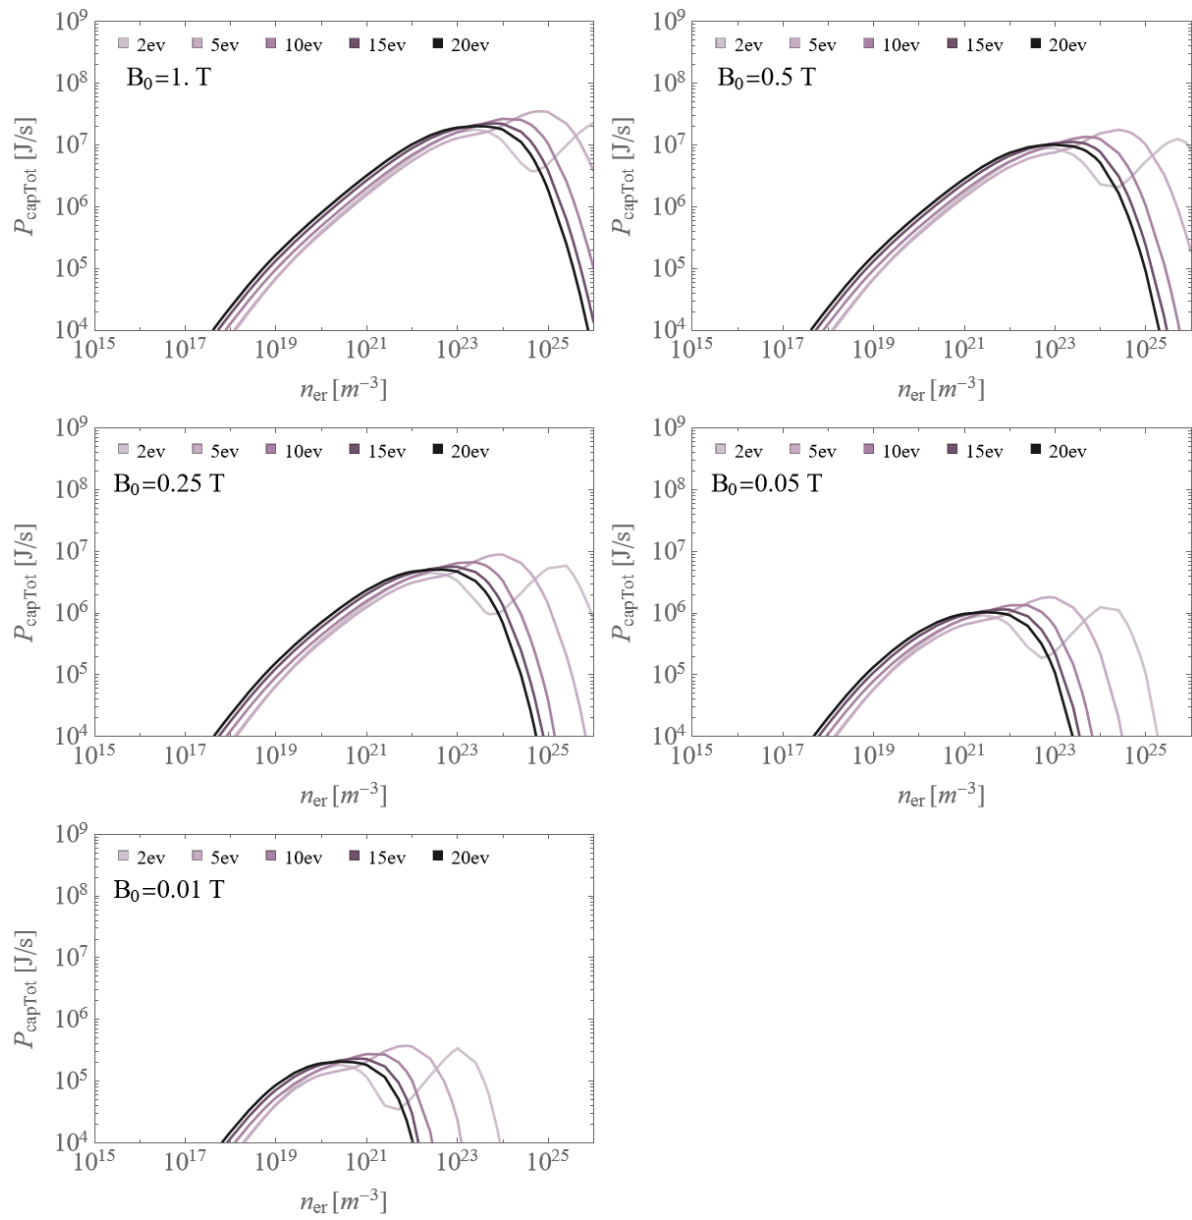 10⁹
10⁸
10⁷
10⁶
10⁵
10⁴
P_capTot [J/s]
2ev 5ev 10ev 15ev 20ev
B₀=1. T
10¹⁵ 10¹⁷ 10¹⁹ 10²¹ 10²³ 10²⁵
n_er [m⁻³]
10⁹
10⁸
10⁷
10⁶
10⁵
10⁴
P_capTot [J/s]
2ev 5ev 10ev 15ev 20ev
B₀=0.5 T
10¹⁵ 10¹⁷ 10¹⁹ 10²¹ 10²³ 10²⁵
n_er [m⁻³]
10⁹
10⁸
10⁷
10⁶
10⁵
10⁴
P_capTot [J/s]
2ev 5ev 10ev 15ev 20ev
B₀=0.25 T
10¹⁵ 10¹⁷ 10¹⁹ 10²¹ 10²³ 10²⁵
n_er [m⁻³]
10⁹
10⁸
10⁷
10⁶
10⁵
10⁴
P_capTot [J/s]
2ev 5ev 10ev 15ev 20ev
B₀=0.05 T
10¹⁵ 10¹⁷ 10¹⁹ 10²¹ 10²³ 10²⁵
n_er [m⁻³]
10⁹
10⁸
10⁷
10⁶
10⁵
10⁴
P_capTot [J/s]
2ev 5ev 10ev 15ev 20ev
B₀=0.01 T
10¹⁵ 10¹⁷ 10¹⁹ 10²¹ 10²³ 10²⁵
n_er [m⁻³]